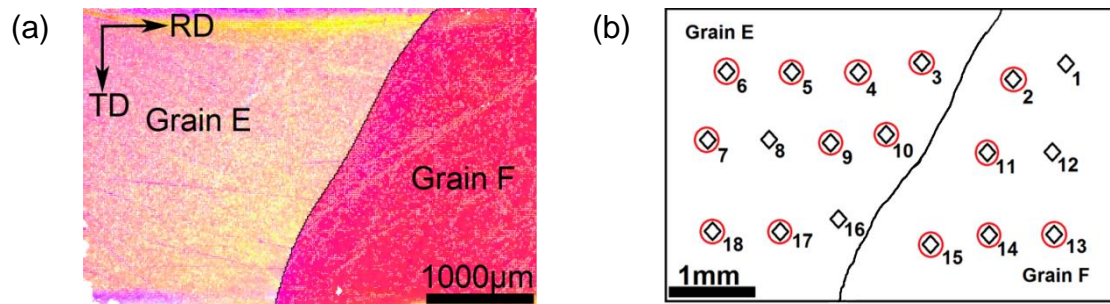 (a)
RD
TD
Grain E
Grain F
1000µm
(b)
Grain E
6 5 4 3 2 1
7 8 9 10 11 12
18 17 16 15 14 13
1mm
Grain F